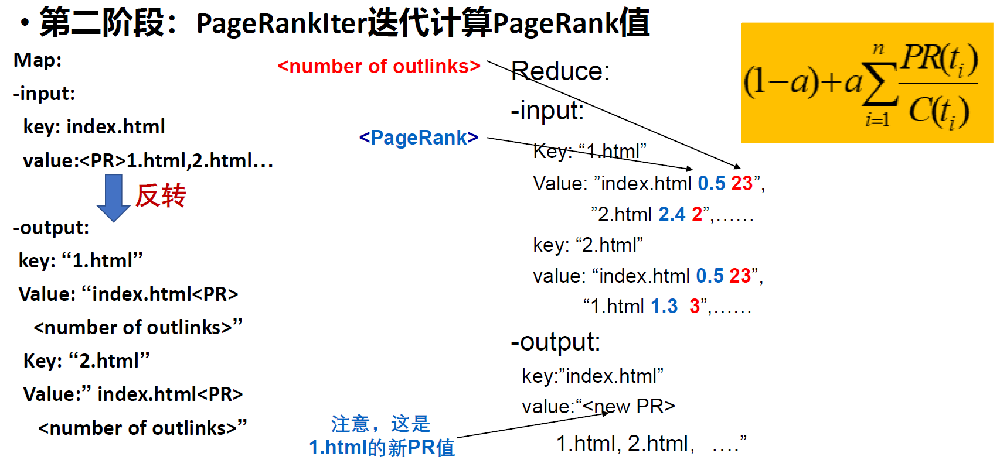 • 第二阶段：PageRankIter迭代计算PageRank值
Map:
-input:
key: index.html
value:<PR>1.html,2.html…
反转
-output:
key: “1.html”
Value: “index.html<PR>
<number of outlinks>”
Key: “2.html”
Value:” index.html<PR>
<number of outlinks>”
<number of outlinks>
<PageRank>
Reduce:
-input:
Key: “1.html”
Value: ”index.html 0.5 23”,
”2.html 2.4 2”,……
key: “2.html”
value: “index.html 0.5 23”,
“1.html 1.3 3”,……
-output:
key:”index.html”
value:“<new PR>
1.html, 2.html, ….”
注意，这是
1.html的新PR值
(1−a)+a∑_{i=1}^{n} PR(t_i)/C(t_i)